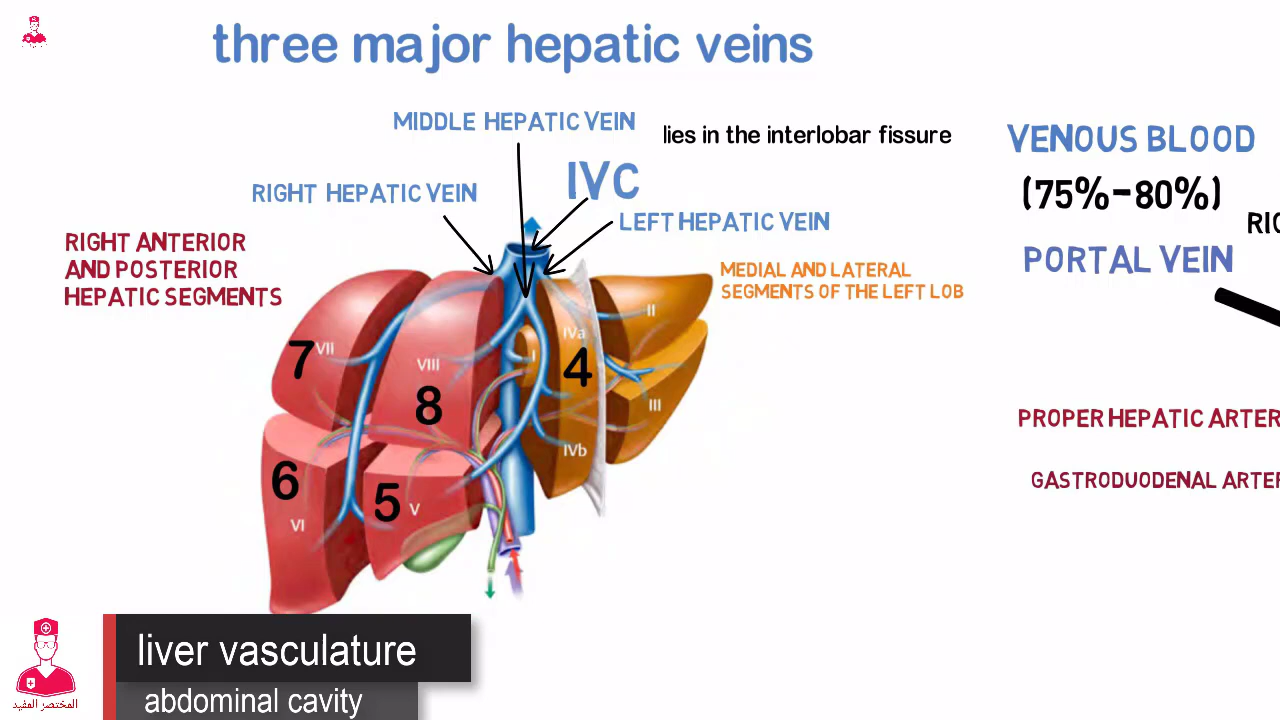 three major hepatic veins
MIDDLE HEPATIC VEIN
lies in the interlobar fissure
VENOUS BLOOD
IVC
(75%-80%)
RIGHT HEPATIC VEIN
LEFT HEPATIC VEIN
RIGHT ANTERIOR
AND POSTERIOR
HEPATIC SEGMENTS
PORTAL VEIN
MEDIAL AND LATERAL
SEGMENTS OF THE LEFT LOB
II
IVa
7 VII
VIII
I
4
8
III
PROPER HEPATIC ARTER
IVb
6
5 V
GASTRODUODENAL ARTER
VI
liver vasculature
abdominal cavity
المختصر المفيد